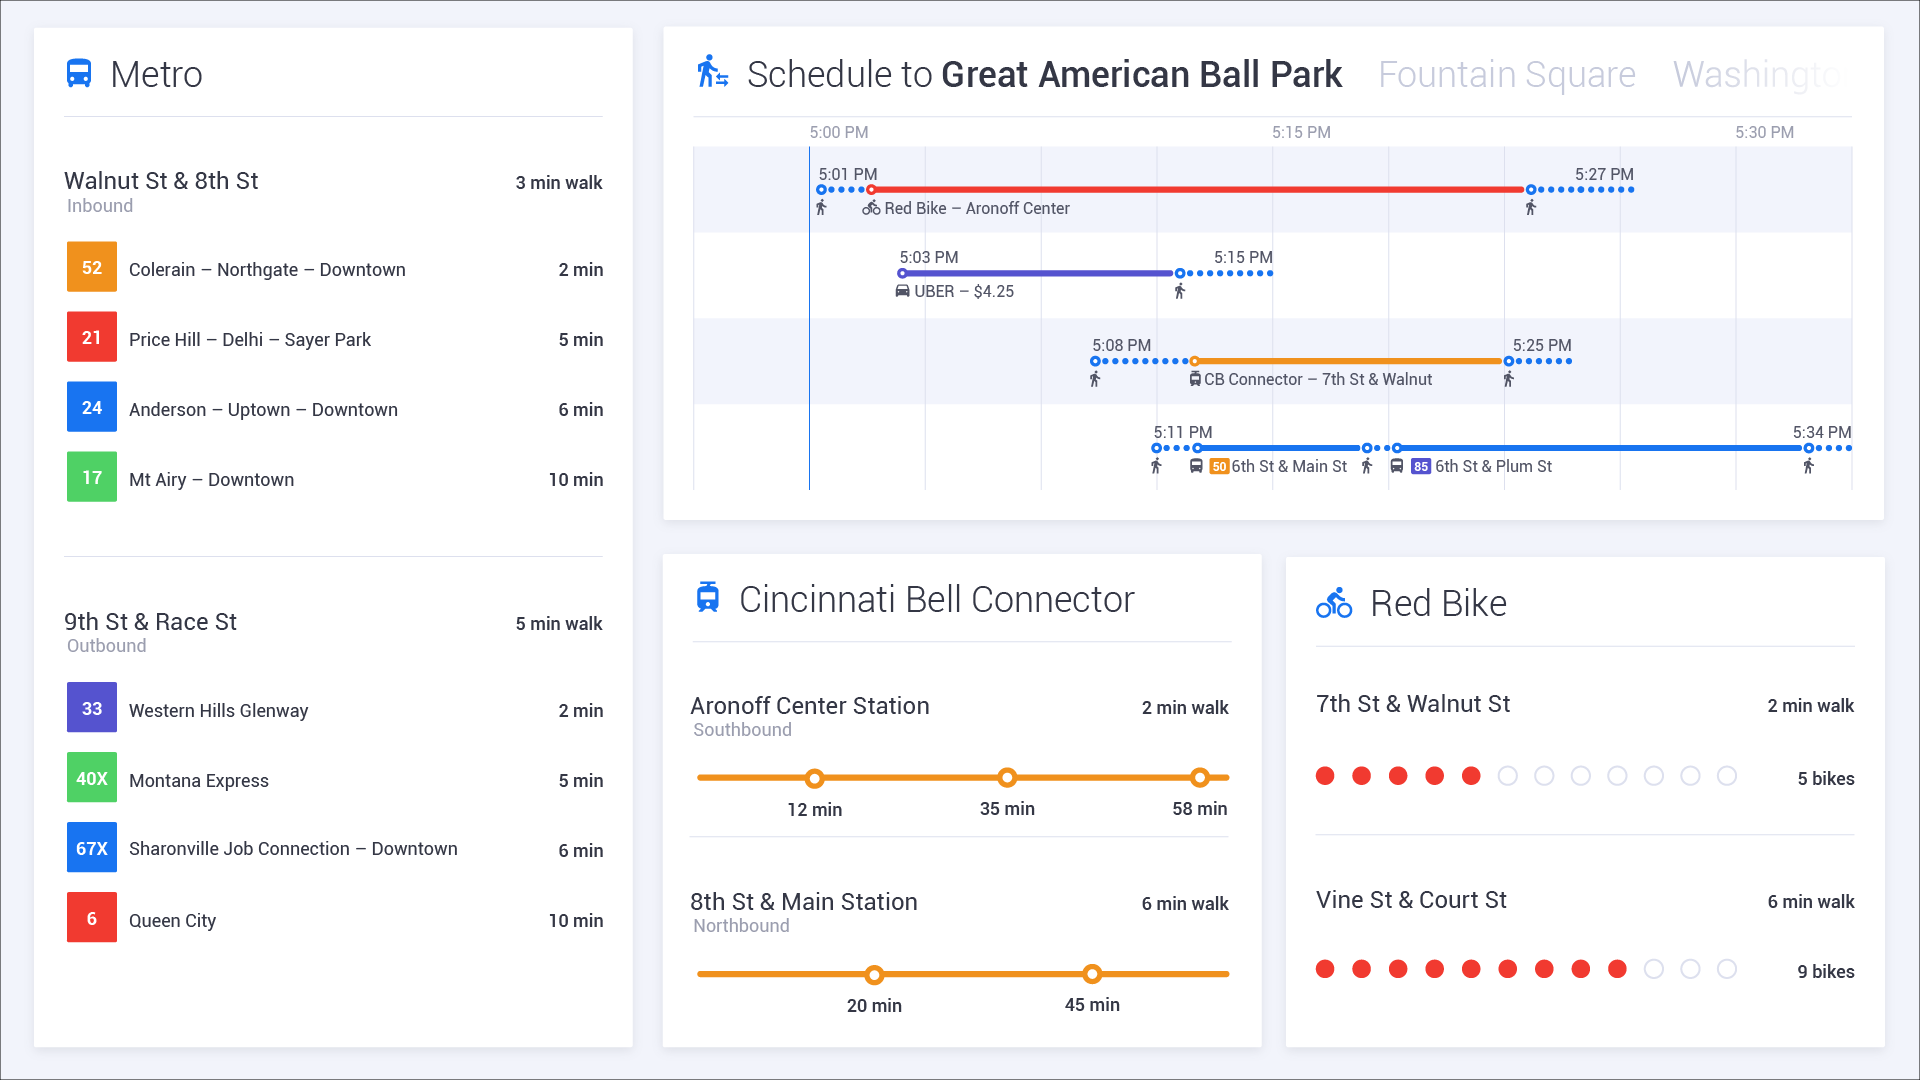 Metro
Walnut St & 8th St 3 min walk
Inbound
52 Colerain – Northgate – Downtown 2 min
21 Price Hill – Delhi – Sayer Park 5 min
24 Anderson – Uptown – Downtown 6 min
17 Mt Airy – Downtown 10 min
9th St & Race St 5 min walk
Outbound
33 Western Hills Glenway 2 min
40X Montana Express 5 min
67X Sharonville Job Connection – Downtown 6 min
6 Queen City 10 min
Schedule to Great American Ball Park Fountain Square Washingto
5:00 PM 5:15 PM 5:30 PM
5:01 PM 5:27 PM
Red Bike – Aronoff Center
5:03 PM 5:15 PM
UBER – $4.25
5:08 PM 5:25 PM
CB Connector – 7th St & Walnut
5:11 PM 5:34 PM
50 6th St & Main St 85 6th St & Plum St
Cincinnati Bell Connector
Aronoff Center Station 2 min walk
Southbound
12 min 35 min 58 min
8th St & Main Station 6 min walk
Northbound
20 min 45 min
Red Bike
7th St & Walnut St 2 min walk
5 bikes
Vine St & Court St 6 min walk
9 bikes